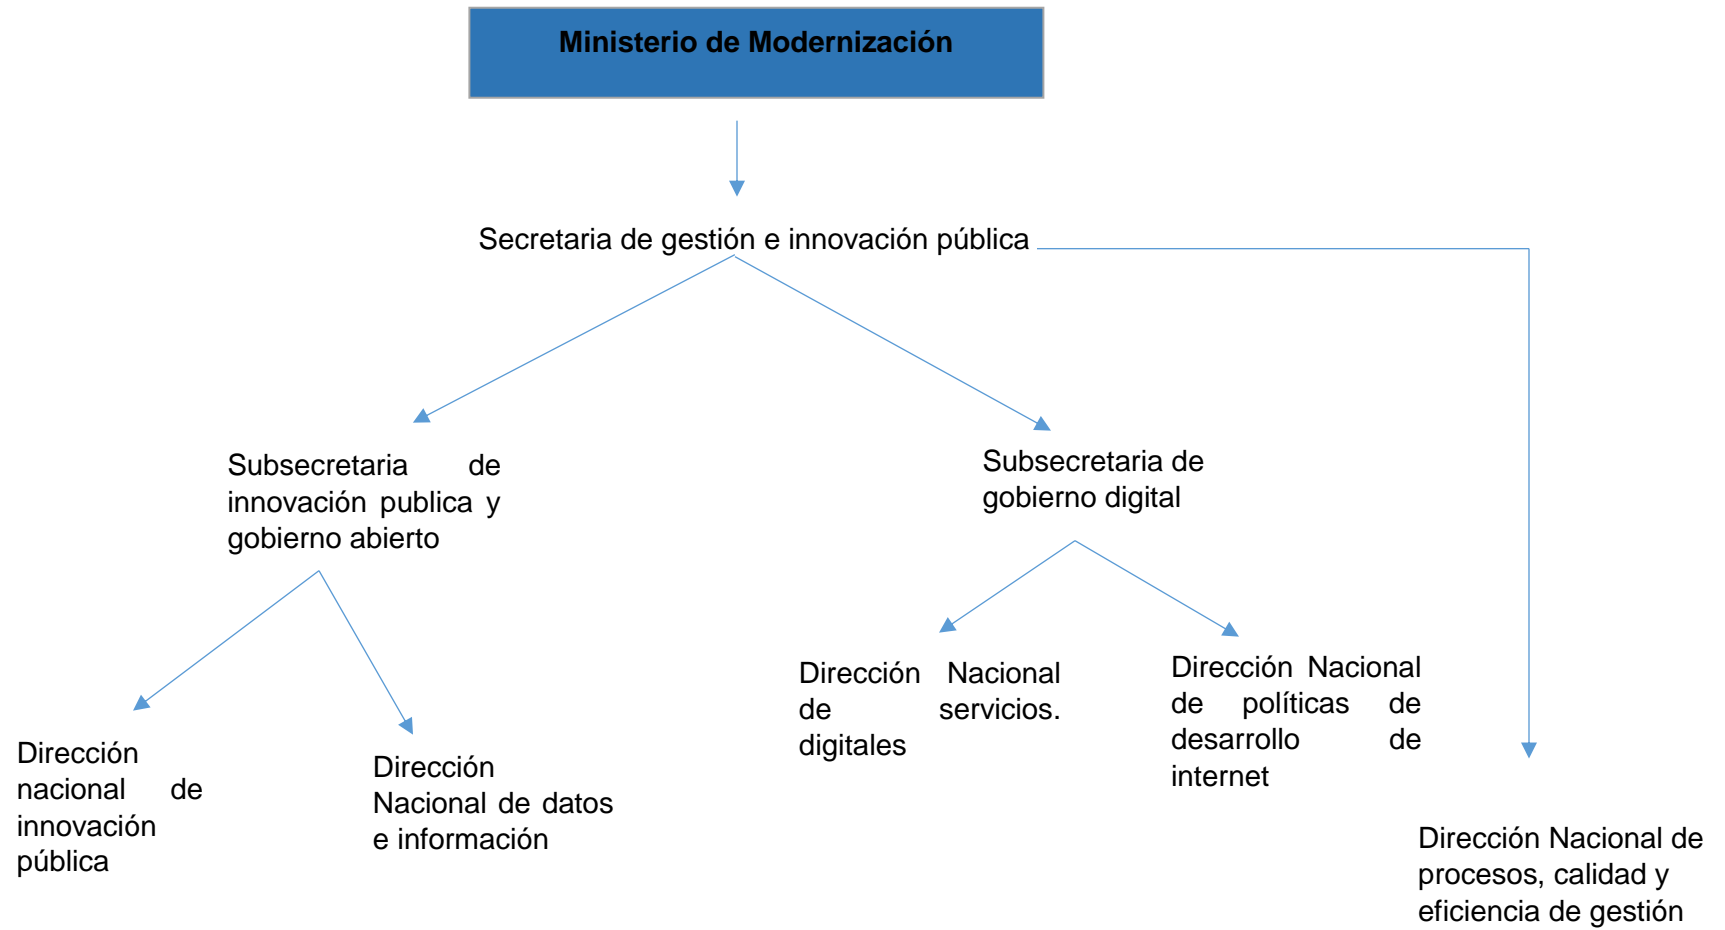 Ministerio de Modernización
Secretaria de gestión e innovación pública
Subsecretaria de
innovación publica y
gobierno abierto
Subsecretaria de
gobierno digital
Dirección
nacional de
innovación
pública
Dirección
Nacional de datos
e información
Dirección Nacional
de servicios.
digitales
Dirección Nacional
de políticas de
desarrollo de
internet
Dirección Nacional de
procesos, calidad y
eficiencia de gestión